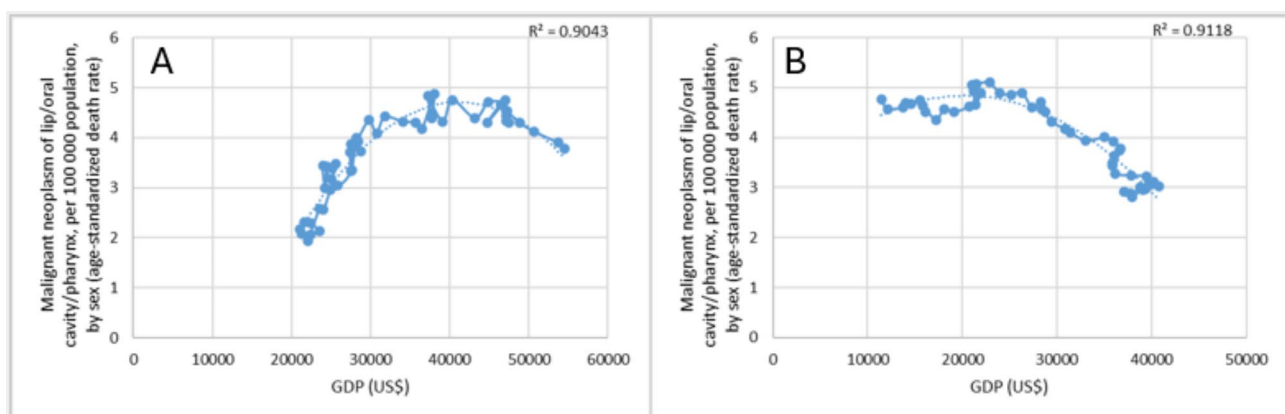 A
R² = 0.9043
Malignant neoplasm of lip/oral
cavity/pharynx, per 100 000 population,
by sex (age-standardized death rate)
6
5
4
3
2
1
0
0 10000 20000 30000 40000 50000 60000
GDP (US$)
B
R² = 0.9118
Malignant neoplasm of lip/oral
cavity/pharynx, per 100 000 population,
by sex (age-standardized death rate)
6
5
4
3
2
1
0
0 10000 20000 30000 40000 50000
GDP (US$)